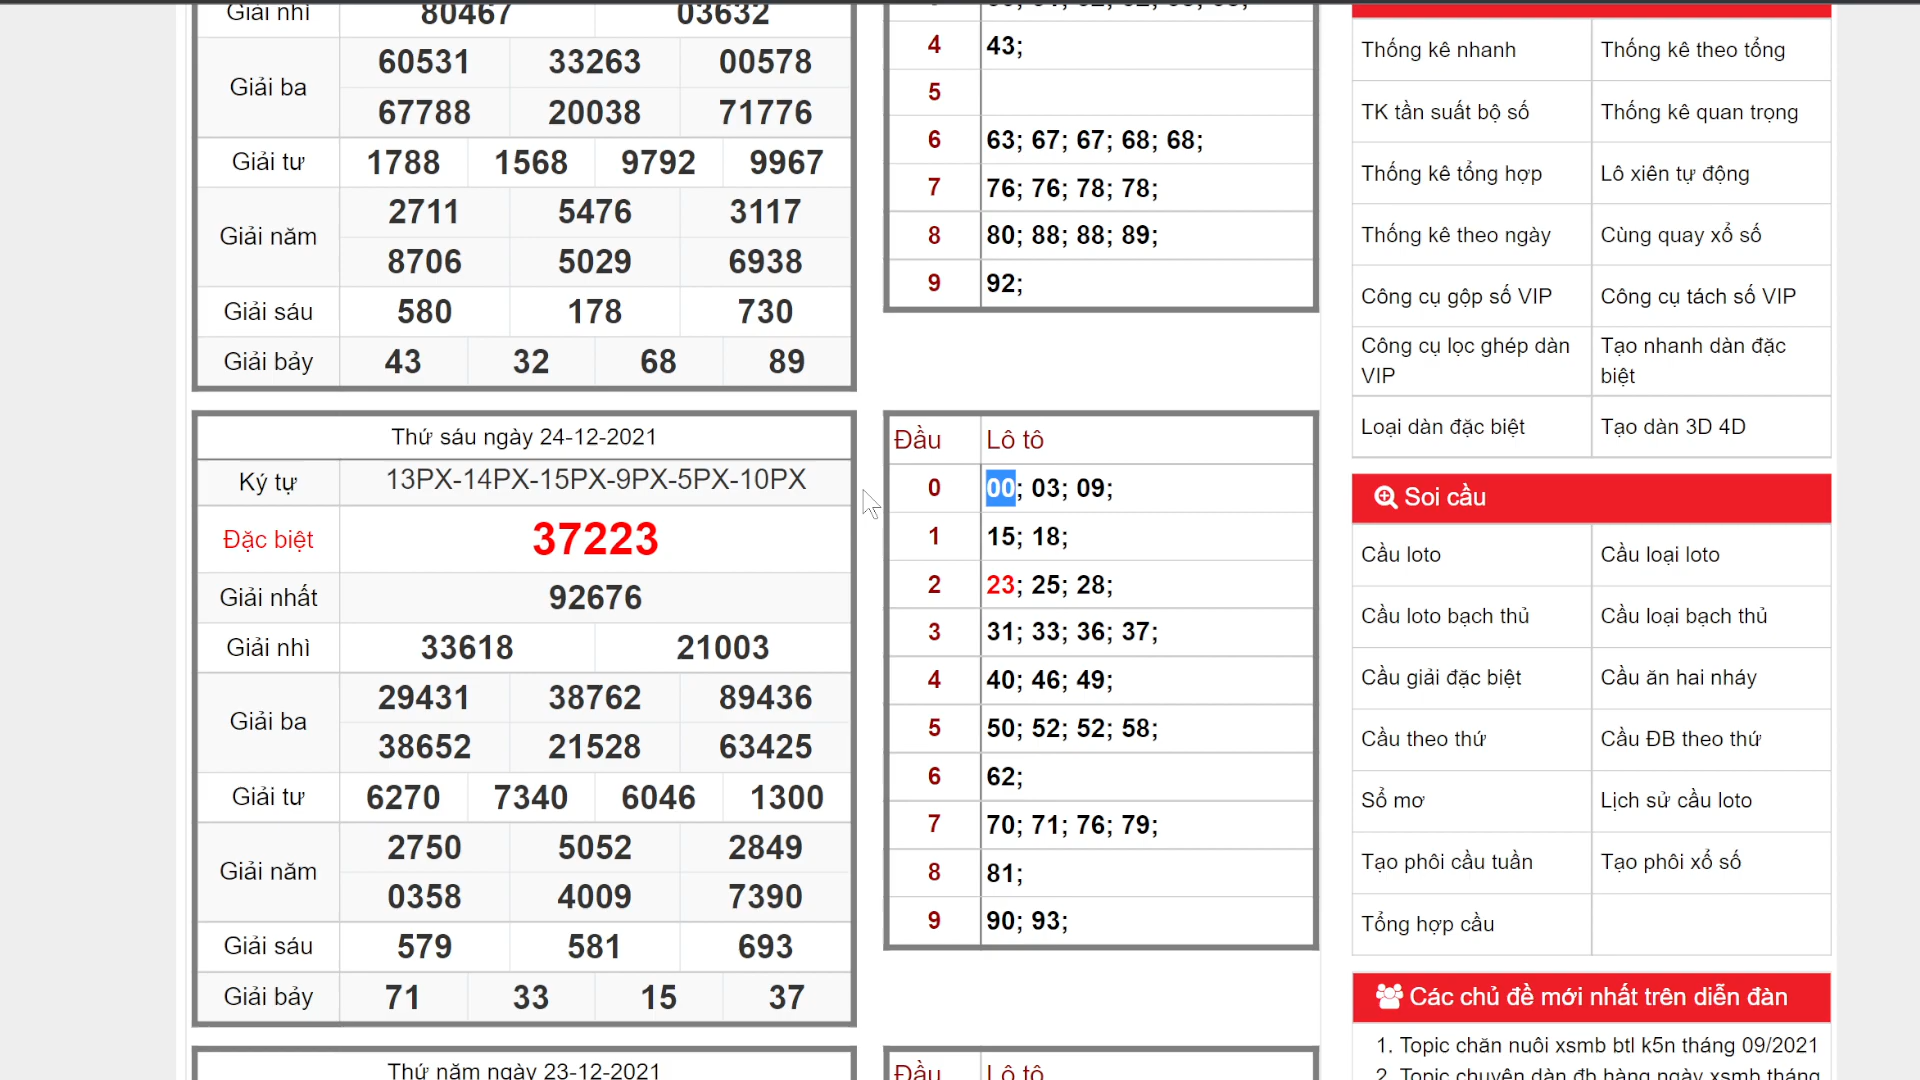 Giải nhì 80467 03632
Giải ba 60531 33263 00578
67788 20038 71776
Giải tư 1788 1568 9792 9967
Giải năm 2711 5476 3117
8706 5029 6938
Giải sáu 580 178 730
Giải bảy 43 32 68 89
4 43;
5
6 63; 67; 67; 68; 68;
7 76; 76; 78; 78;
8 80; 88; 88; 89;
9 92;
Thứ sáu ngày 24-12-2021
Ký tự 13PX-14PX-15PX-9PX-5PX-10PX
Đặc biệt 37223
Giải nhất 92676
Giải nhì 33618 21003
Giải ba 29431 38762 89436
38652 21528 63425
Giải tư 6270 7340 6046 1300
Giải năm 2750 5052 2849
0358 4009 7390
Giải sáu 579 581 693
Giải bảy 71 33 15 37
Đầu Lô tô
0 00; 03; 09;
1 15; 18;
2 23; 25; 28;
3 31; 33; 36; 37;
4 40; 46; 49;
5 50; 52; 52; 58;
6 62;
7 70; 71; 76; 79;
8 81;
9 90; 93;
Thứ năm ngày 23-12-2021
Đầu Lô tô
Thống kê nhanh Thống kê theo tổng
TK tần suất bộ số Thống kê quan trọng
Thống kê tổng hợp Lô xiên tự động
Thống kê theo ngày Cùng quay xổ số
Công cụ gộp số VIP Công cụ tách số VIP
Công cụ lọc ghép dàn VIP Tạo nhanh dàn đặc biệt
Loại dàn đặc biệt Tạo dàn 3D 4D
Soi cầu
Cầu loto Cầu loại loto
Cầu loto bạch thủ Cầu loại bạch thủ
Cầu giải đặc biệt Cầu ăn hai nháy
Cầu theo thứ Cầu ĐB theo thứ
Sổ mơ Lịch sử cầu loto
Tạo phôi cầu tuần Tạo phôi xổ số
Tổng hợp cầu
Các chủ đề mới nhất trên diễn đàn
1. Topic chăn nuôi xsmb btl k5n tháng 09/2021
2. Topic chuyên dàn đb hàng ngày xsmb tháng